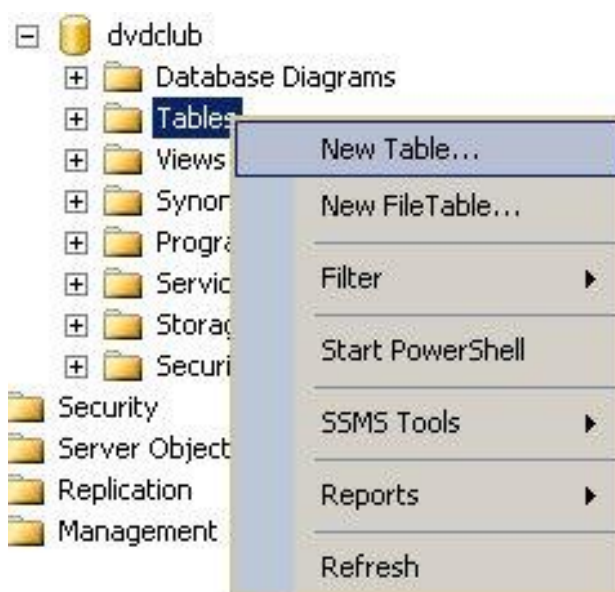 dvdclub
Database Diagrams
Tables
Views
Synon
Progra
Servic
Storag
Securi
Security
Server Object
Replication
Management
New Table...
New FileTable...
Filter
Start PowerShell
SSMS Tools
Reports
Refresh